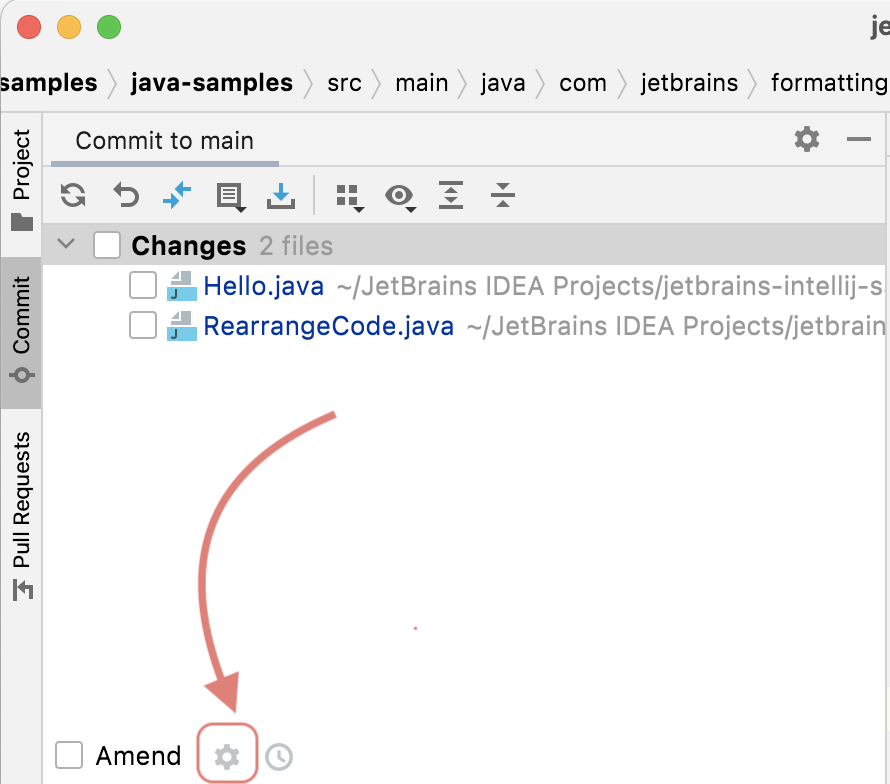 je
samples > java-samples > src > main > java > com > jetbrains > formatting
Project
Commit to main
Changes 2 files
Hello.java ~/JetBrains IDEA Projects/jetbrains-intellij-s
RearrangeCode.java ~/JetBrains IDEA Projects/jetbrain
Commit
Pull Requests
Amend